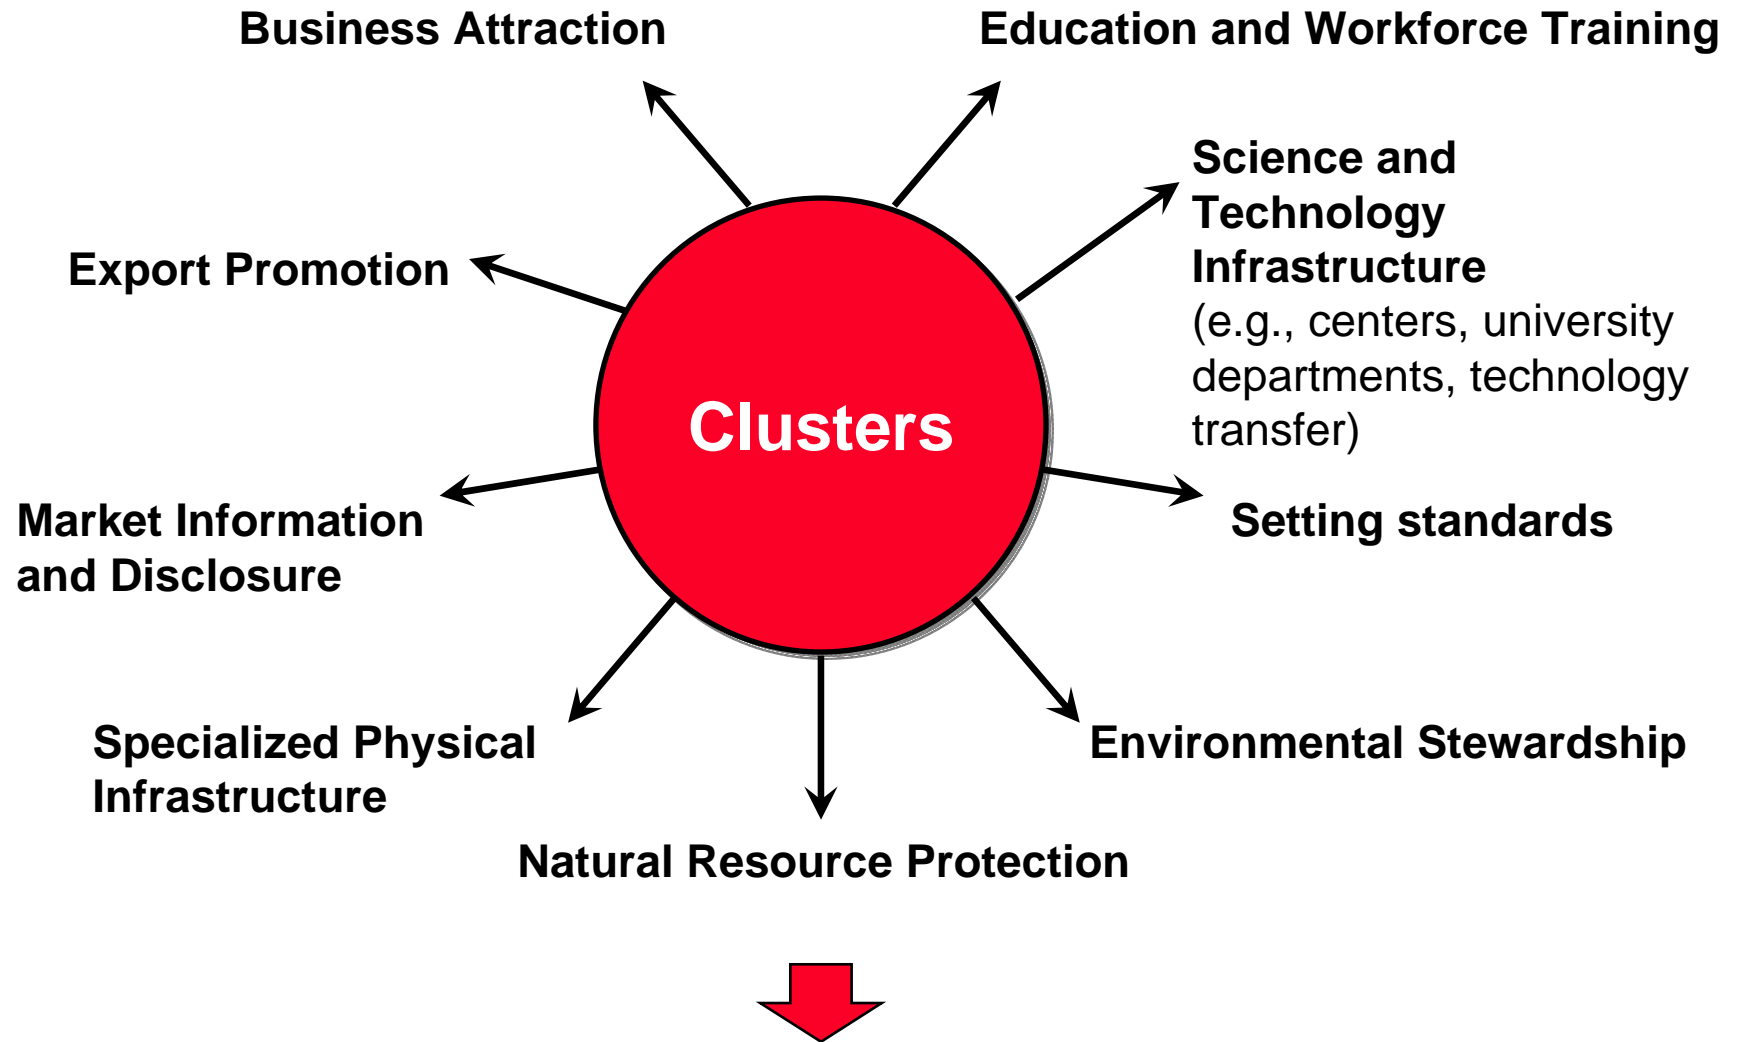 Business Attraction
Education and Workforce Training
Science and
Technology
Infrastructure
(e.g., centers, university
departments, technology
transfer)
Export Promotion
Clusters
Market Information
and Disclosure
Setting standards
Specialized Physical
Infrastructure
Environmental Stewardship
Natural Resource Protection